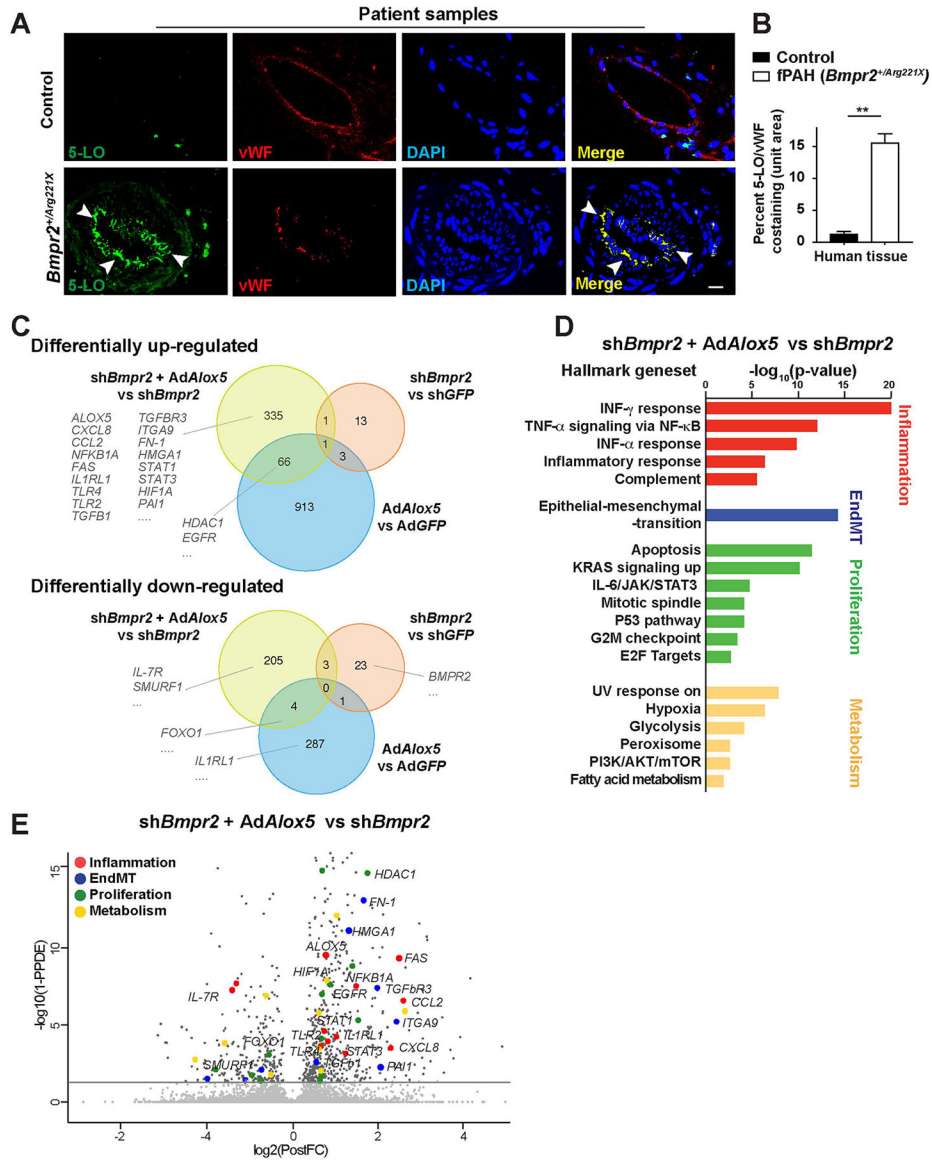 A
Patient samples
Control
5-LO
vWF
DAPI
Merge
Bmpr2+/Arg221X
5-LO
vWF
DAPI
Merge
B
Control
fPAH (Bmpr2+/Arg221X)
**
Percent 5-LO/vWF
costaining (unit area)
15
10
5
0
Human tissue
C
Differentially up-regulated
shBmpr2 + AdAlox5
vs shBmpr2
shBmpr2
vs shGFP
335
1
13
1
3
66
913
ALOX5 TGFBR3
CXCL8 ITGA9
CCL2 FN-1
NFKB1A HMGA1
FAS STAT1
IL1RL1 STAT3
TLR4 HIF1A
TLR2 PAI1
TGFB1 ....
HDAC1
EGFR
...
AdAlox5
vs AdGFP
Differentially down-regulated
shBmpr2 + AdAlox5
vs shBmpr2
shBmpr2
vs shGFP
205
3
23
0
1
4
287
IL-7R
SMURF1
...
BMPR2
...
FOXO1
....
IL1RL1
....
AdAlox5
vs AdGFP
D
shBmpr2 + AdAlox5 vs shBmpr2
Hallmark geneset
-log10(p-value)
0 5 10 15 20
INF-γ response
TNF-α signaling via NF-κB
INF-α response
Inflammatory response
Complement
Inflammation
Epithelial-mesenchymal
-transition
EndMT
Apoptosis
KRAS signaling up
IL-6/JAK/STAT3
Mitotic spindle
P53 pathway
G2M checkpoint
E2F Targets
Proliferation
UV response on
Hypoxia
Glycolysis
Peroxisome
PI3K/AKT/mTOR
Fatty acid metabolism
Metabolism
E
shBmpr2 + AdAlox5 vs shBmpr2
Inflammation
EndMT
Proliferation
Metabolism
-log10(1-PPDE)
15
10
5
0
HDAC1
FN-1
HMGA1
ALOX5
FAS
HIF1A
NFKB1A
TGFbR3
IL-7R
EGFR
CCL2
STAT1
ITGA9
TLR2
IL1RL1
FOXO1
TLR4
STAT3
CXCL8
SMURF1
TGFb1
PAI1
-2 -4 0 2 4
log2(PostFC)